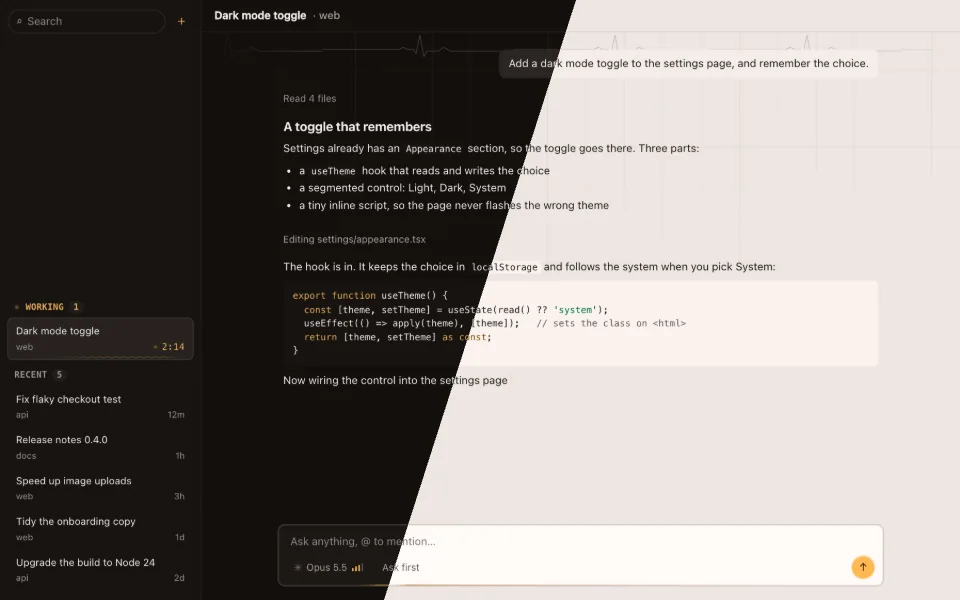 Search
+
WORKING 1
Dark mode toggle
web 2:14
RECENT 5
Fix flaky checkout test
api 12m
Release notes 0.4.0
docs 1h
Speed up image uploads
web 3h
Tidy the onboarding copy
web 1d
Upgrade the build to Node 24
api 2d
Dark mode toggle · web
Add a dark mode toggle to the settings page, and remember the choice.
Read 4 files
A toggle that remembers
Settings already has an Appearance section, so the toggle goes there. Three parts:
• a useTheme hook that reads and writes the choice
• a segmented control: Light, Dark, System
• a tiny inline script, so the page never flashes the wrong theme
Editing settings/appearance.tsx
The hook is in. It keeps the choice in localStorage and follows the system when you pick System:
export function useTheme() {
  const [theme, setTheme] = useState(read() ?? 'system');
  useEffect(() => apply(theme), [theme]);   // sets the class on <html>
  return [theme, setTheme] as const;
}
Now wiring the control into the settings page
Ask anything, @ to mention...
Opus 5.5 Ask first